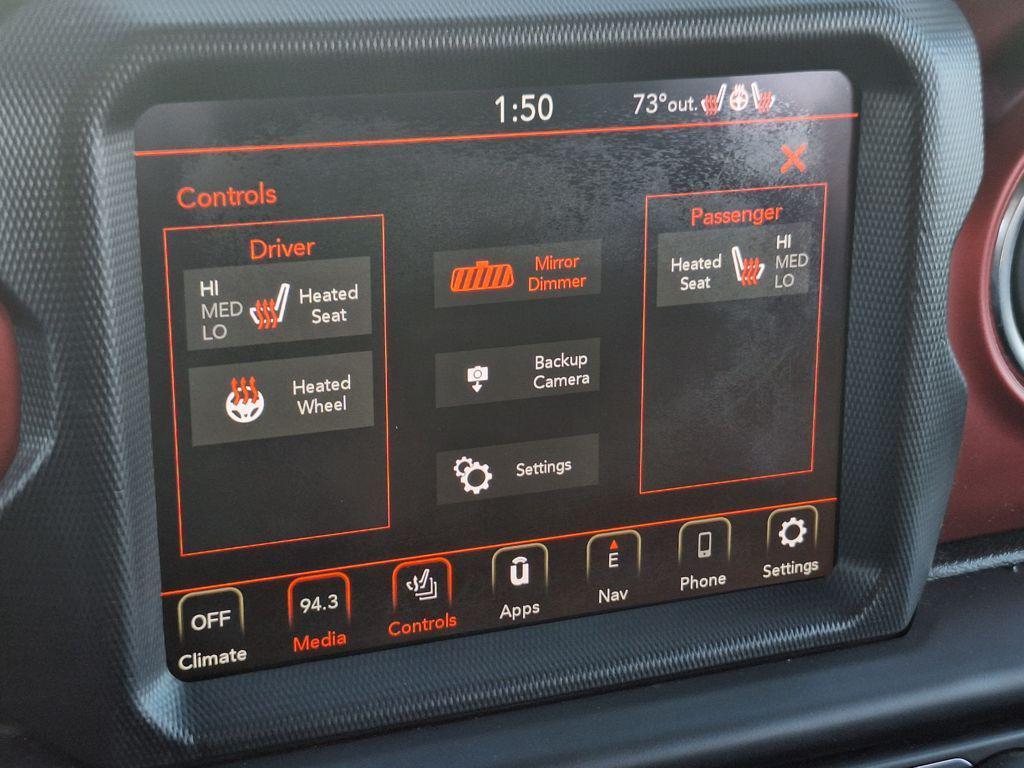 1:50
73°out.
Controls
Driver
HI
MED
LO
Heated
Seat
Heated
Wheel
Mirror
Dimmer
Backup
Camera
Settings
Passenger
Heated
Seat
HI
MED
LO
OFF
Climate
94.3
Media
Controls
Apps
E
Nav
Phone
Settings